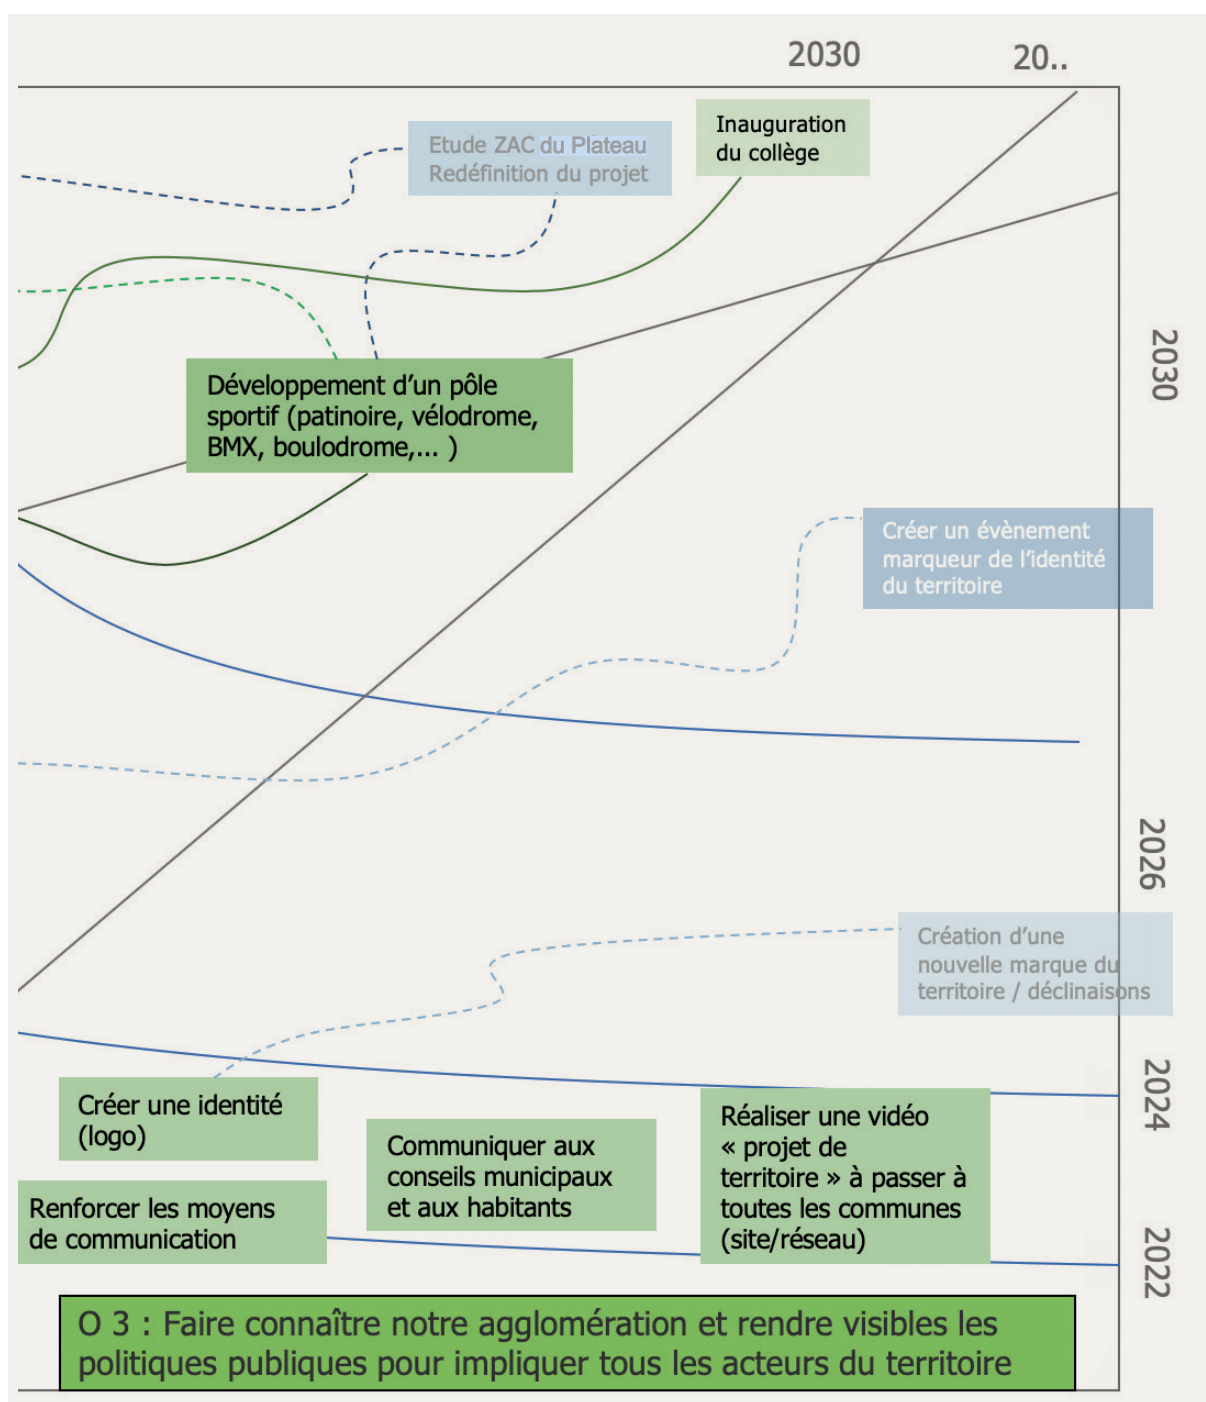 2030
20..
Etude ZAC du Plateau
Redéfinition du projet
Inauguration
du collège
2030
Développement d'un pôle
sportif (patinoire, vélodrome,
BMX, boulodrome,... )
Créer un évènement
marqueur de l'identité
du territoire
2026
Création d'une
nouvelle marque du
territoire / déclinaisons
2024
Créer une identité
(logo)
Communiquer aux
conseils municipaux
et aux habitants
Réaliser une vidéo
« projet de
territoire » à passer à
toutes les communes
(site/réseau)
Renforcer les moyens
de communication
2022
O 3 : Faire connaître notre agglomération et rendre visibles les
politiques publiques pour impliquer tous les acteurs du territoire